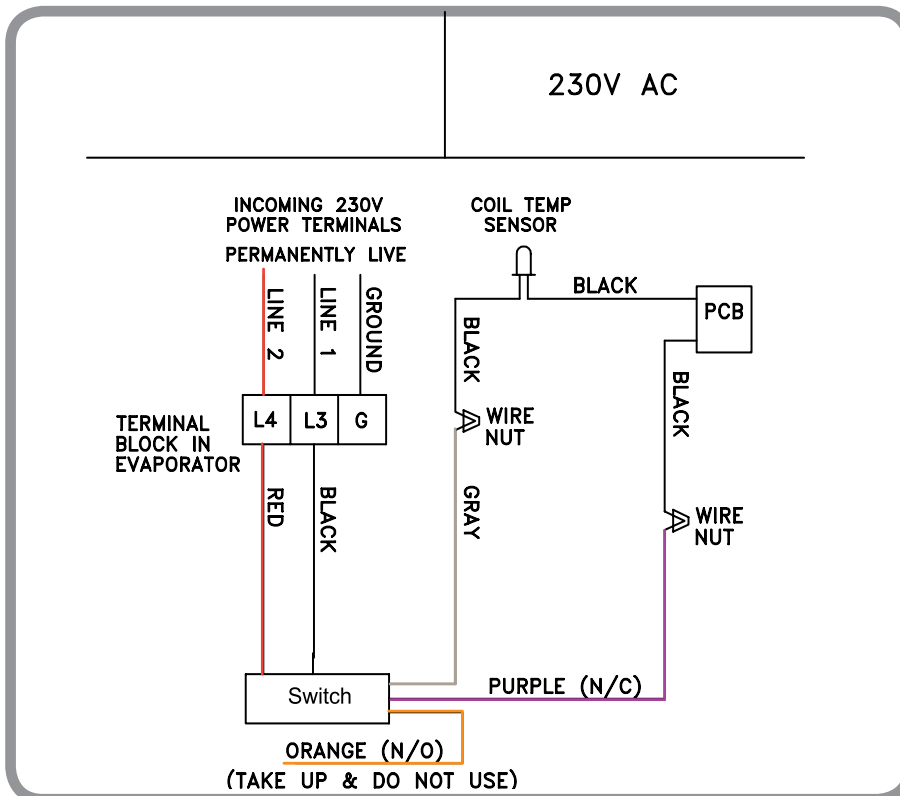 230V AC
INCOMING 230V
POWER TERMINALS
PERMANENTLY LIVE
COIL TEMP
SENSOR
LINE 2
LINE 1
GROUND
BLACK
BLACK
PCB
BLACK
L4
L3
G
TERMINAL
BLOCK IN
EVAPORATOR
WIRE
NUT
RED
BLACK
GRAY
WIRE
NUT
Switch
PURPLE (N/C)
ORANGE (N/O)
(TAKE UP & DO NOT USE)